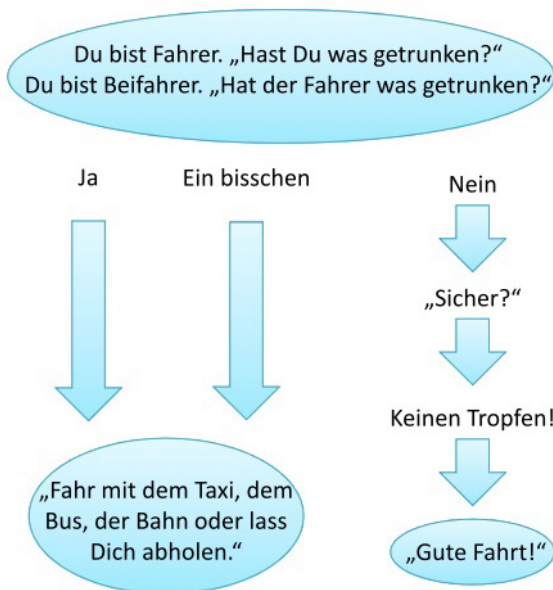 Du bist Fahrer. „Hast Du was getrunken?“
Du bist Beifahrer. „Hat der Fahrer was getrunken?“
Ja
Ein bisschen
Nein
„Sicher?“
Keinen Tropfen!
„Fahr mit dem Taxi, dem
Bus, der Bahn oder lass
Dich abholen.“
„Gute Fahrt!“